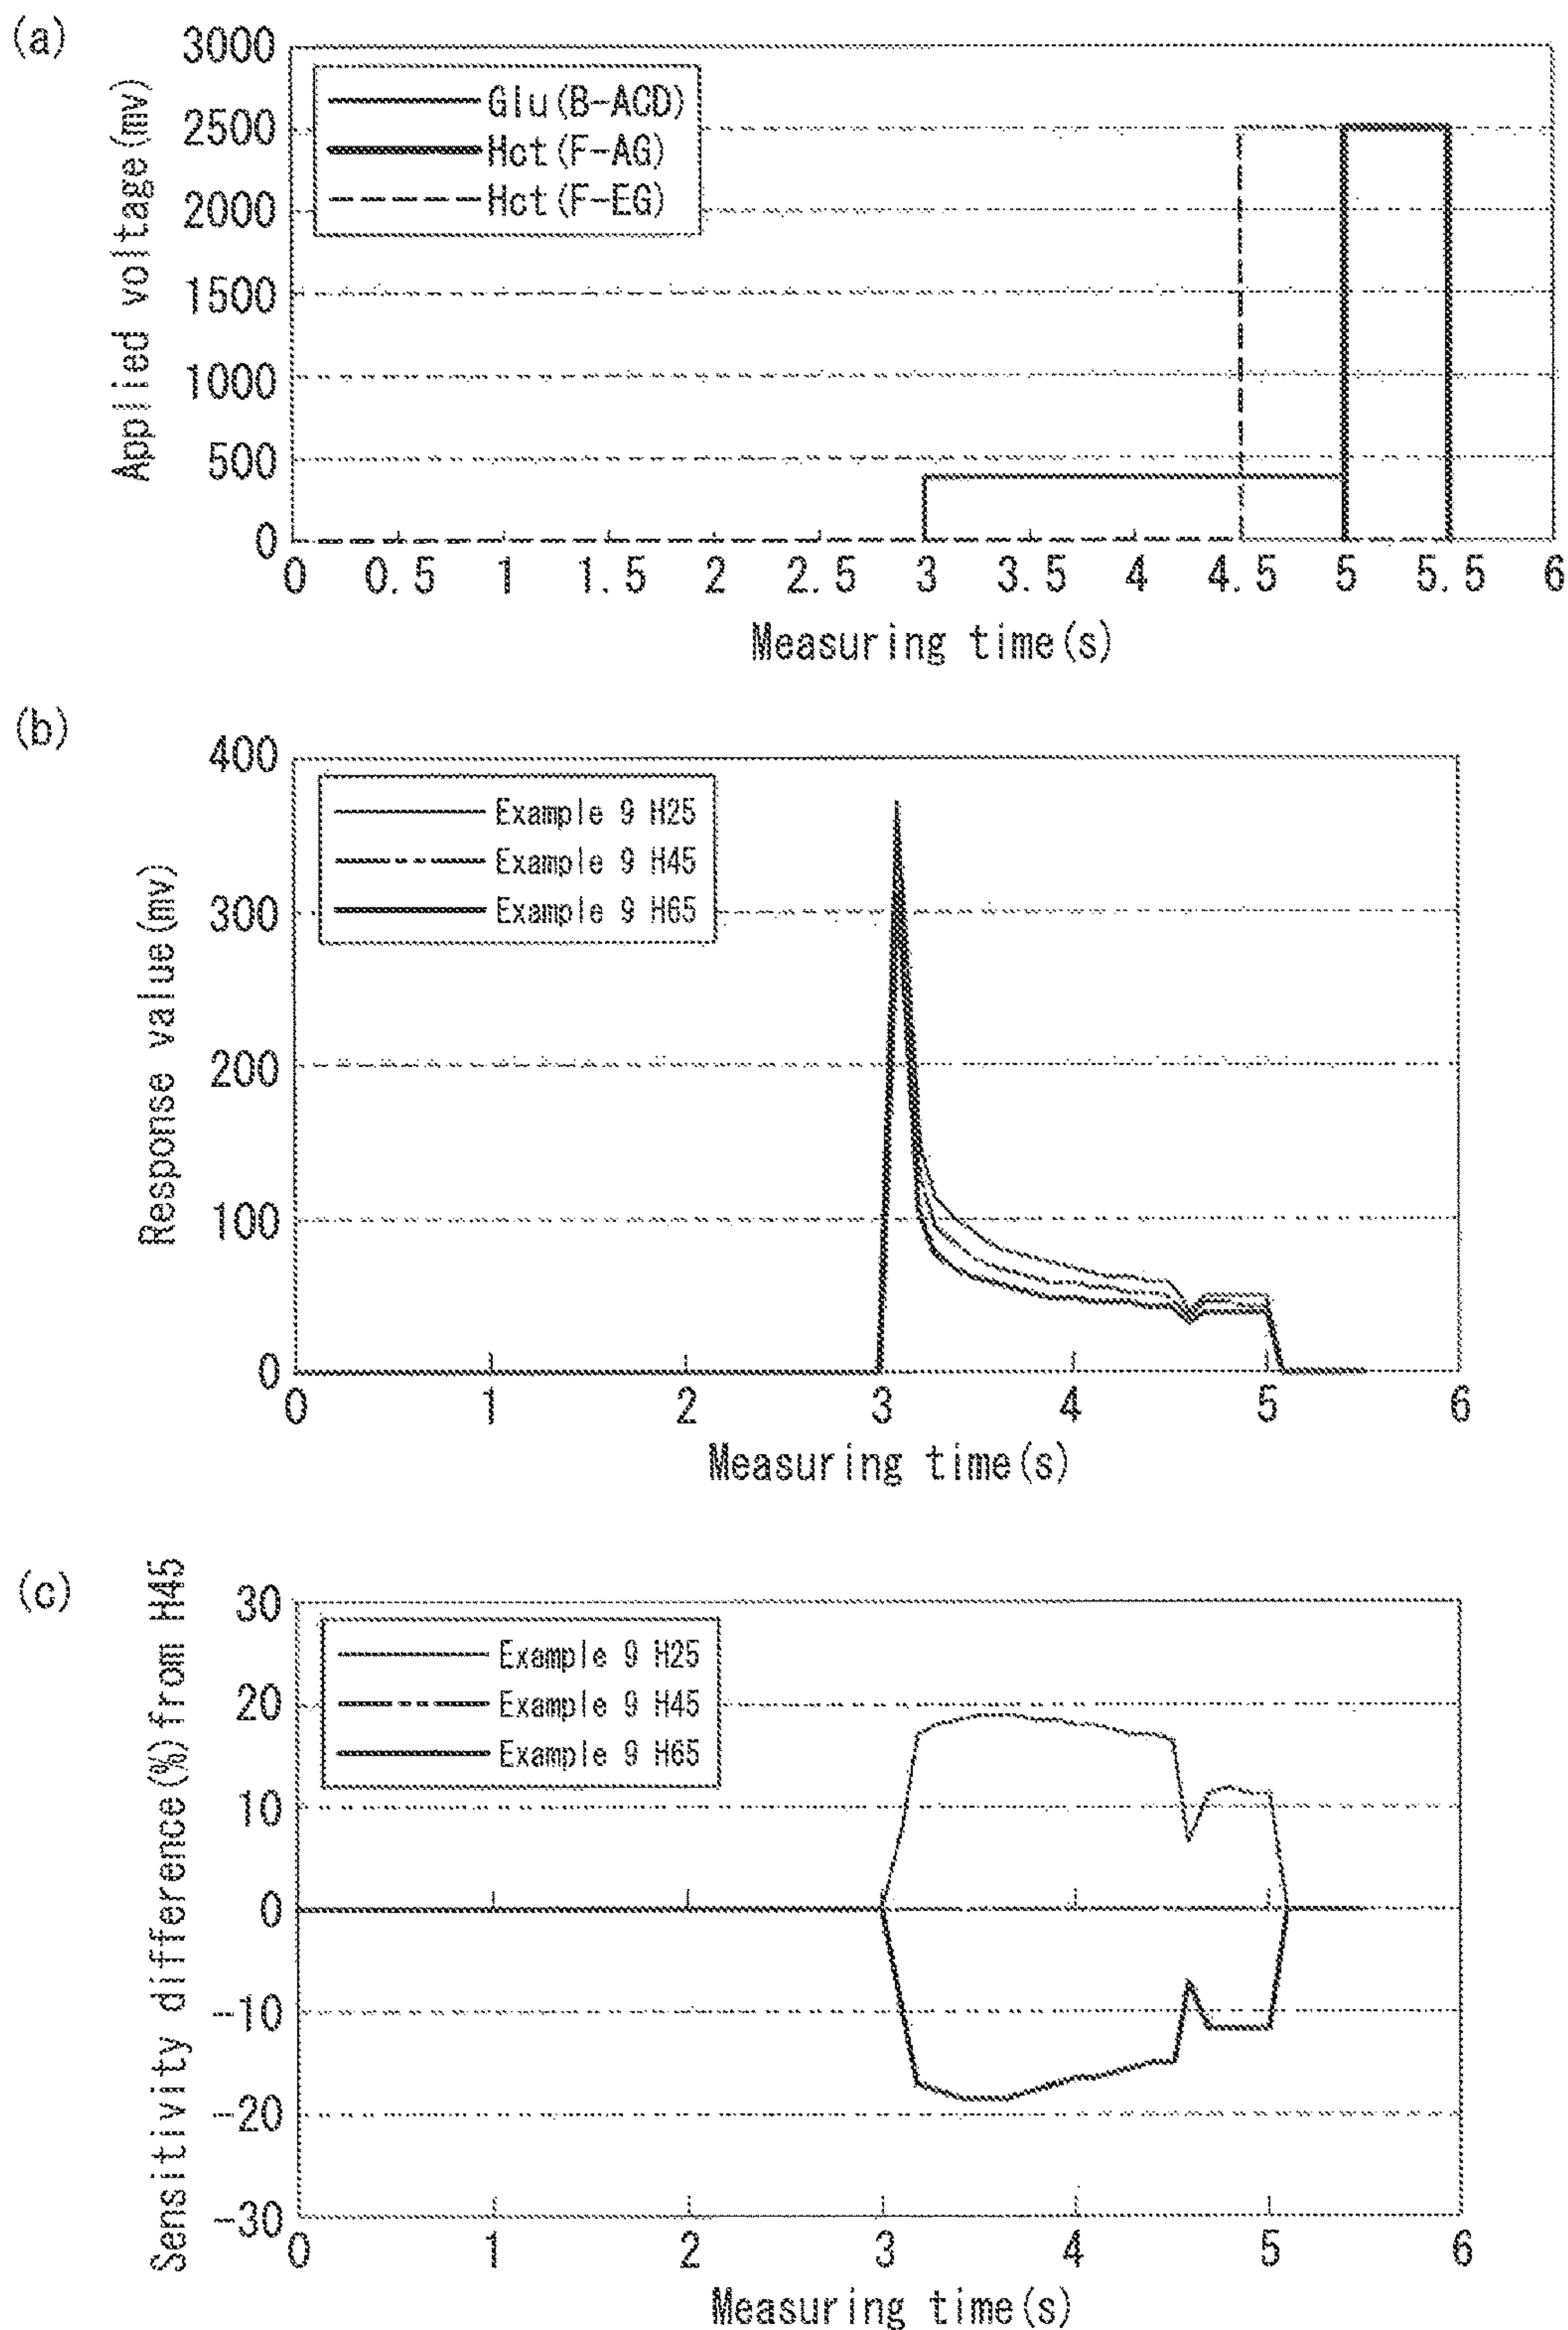 (a)
Applied voltage(mv)
3000
2500
2000
1500
1000
500
0
Glu(B-ACD)
Hct(F-AG)
Hct(F-EG)
0 0.5 1 1.5 2 2.5 3 3.5 4 4.5 5 5.5 6
Measuring time(s)
(b)
Response value(mv)
400
300
200
100
0
Example 9 H25
Example 9 H45
Example 9 H65
0 1 2 3 4 5 6
Measuring time(s)
(c)
Sensitivity difference(%)from H45
30
20
10
0
-10
-20
-30
Example 9 H25
Example 9 H45
Example 9 H65
0 1 2 3 4 5 6
Measuring time(s)